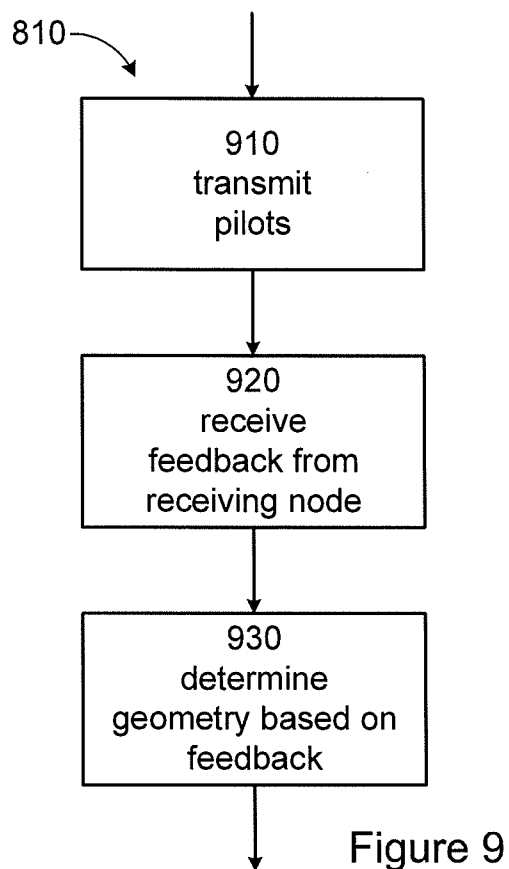 810
910
transmit
pilots
920
receive
feedback from
receiving node
930
determine
geometry based on
feedback
Figure 9